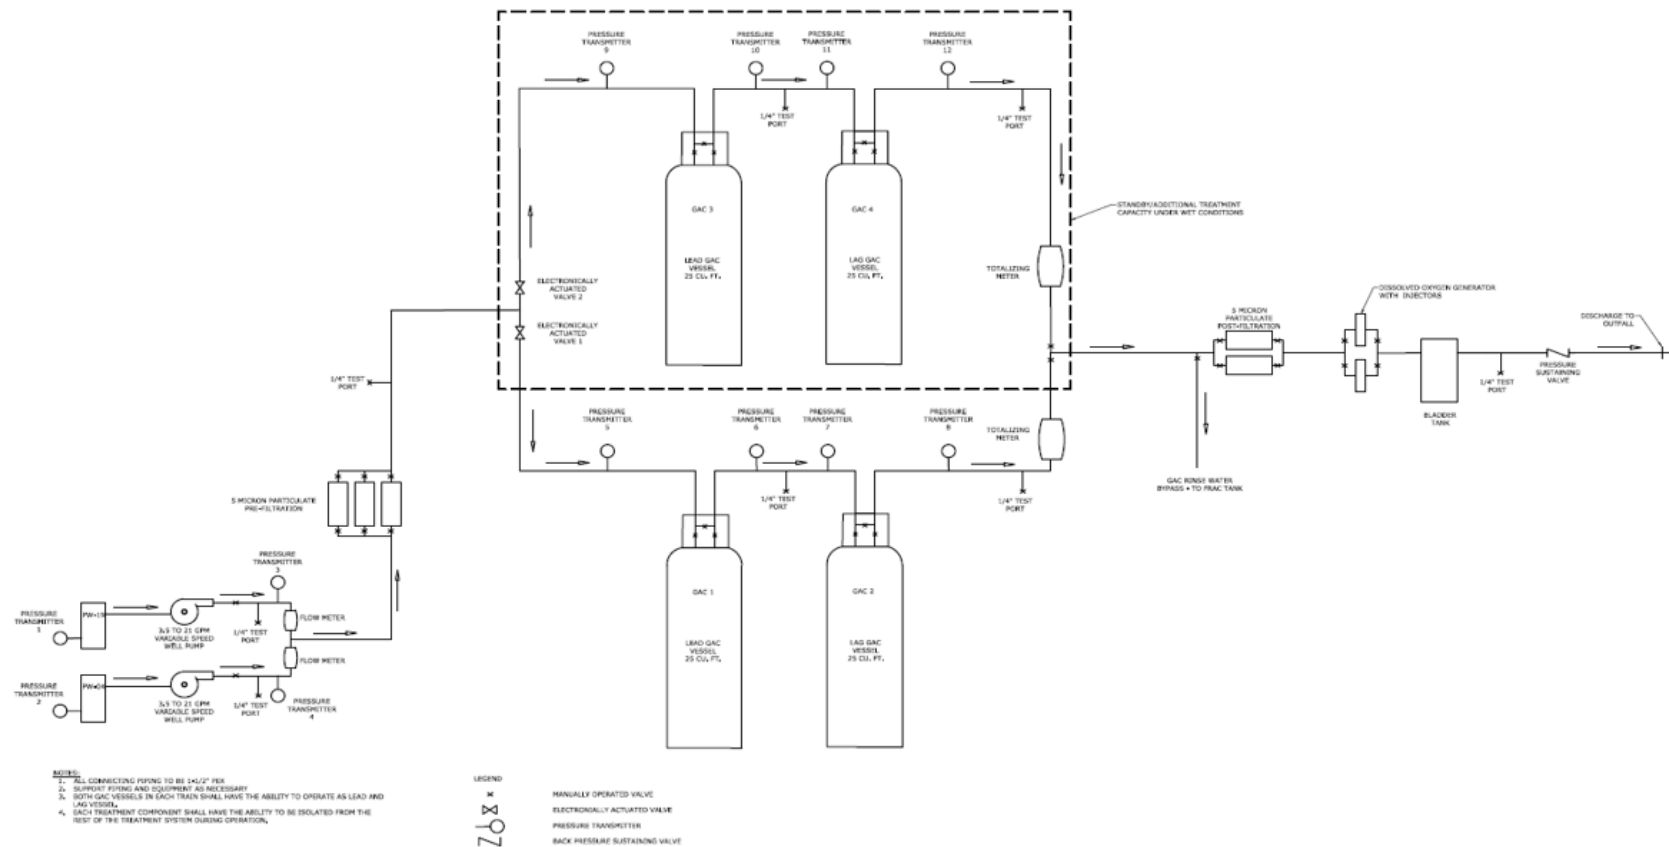 PRESSURE
TRANSMITTER
9
PRESSURE
TRANSMITTER
10
PRESSURE
TRANSMITTER
11
PRESSURE
TRANSMITTER
12
1/4" TEST
PORT
1/4" TEST
PORT
GAC 3
LEAD GAC
VESSEL
25 CU. FT.
GAC 4
LAG GAC
VESSEL
25 CU. FT.
STANDBY/ADDITIONAL TREATMENT
CAPACITY UNDER WET CONDITIONS
TOTALIZING
METER
ELECTRONICALLY
ACTUATED
VALVE 2
ELECTRONICALLY
ACTUATED
VALVE 1
DISSOLVED OXYGEN GENERATOR
WITH INJECTORS
5 MICRON
PARTICULATE
POST-FILTRATION
DISCHARGE TO
OUTFALL
1/4" TEST
PORT
PRESSURE
SUSTAINING
VALVE
BLADDER
TANK
1/4" TEST
PORT
PRESSURE
TRANSMITTER
5
PRESSURE
TRANSMITTER
6
PRESSURE
TRANSMITTER
7
PRESSURE
TRANSMITTER
8
TOTALIZING
METER
1/4" TEST
PORT
1/4" TEST
PORT
GAC RINSE WATER
BYPASS - TO FRAC TANK
5 MICRON PARTICULATE
PRE-FILTRATION
GAC 1
LEAD GAC
VESSEL
25 CU. FT.
GAC 2
LAG GAC
VESSEL
25 CU. FT.
PRESSURE
TRANSMITTER
3
PRESSURE
TRANSMITTER
1
3.5 TO 21 GPM
VARIABLE SPEED
WELL PUMP
1/4" TEST
PORT
FLOW METER
FLOW METER
PRESSURE
TRANSMITTER
2
3.5 TO 21 GPM
VARIABLE SPEED
WELL PUMP
1/4" TEST
PORT
PRESSURE
TRANSMITTER
4
NOTES:
1. ALL CONNECTING PIPING TO BE 1-1/2" PEX
2. SUPPORT PIPING AND EQUIPMENT AS NECESSARY
3. BOTH GAC VESSELS IN EACH TRAIN SHALL HAVE THE ABILITY TO OPERATE AS LEAD AND
LAG VESSEL.
4. EACH TREATMENT COMPONENT SHALL HAVE THE ABILITY TO BE ISOLATED FROM THE
REST OF THE TREATMENT SYSTEM DURING OPERATION.
LEGEND
MANUALLY OPERATED VALVE
ELECTRONICALLY ACTUATED VALVE
PRESSURE TRANSMITTER
BACK PRESSURE SUSTAINING VALVE